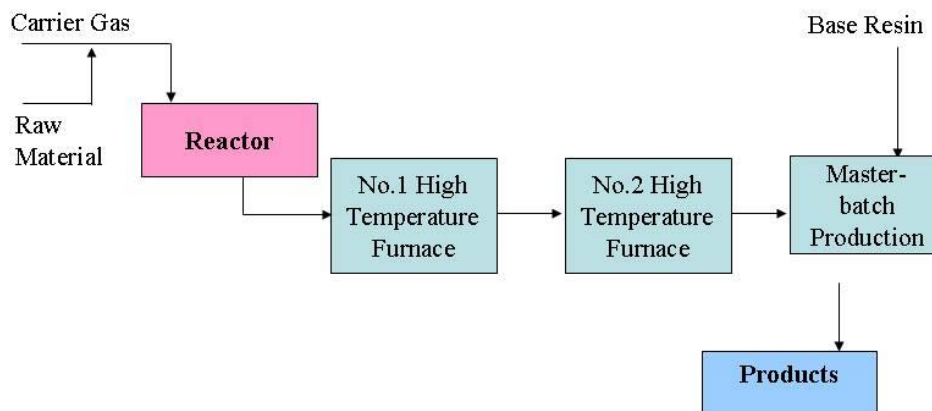 Carrier Gas
Base Resin
Raw
Material
Reactor
No.1 High
Temperature
Furnace
No.2 High
Temperature
Furnace
Master-
batch
Production
Products